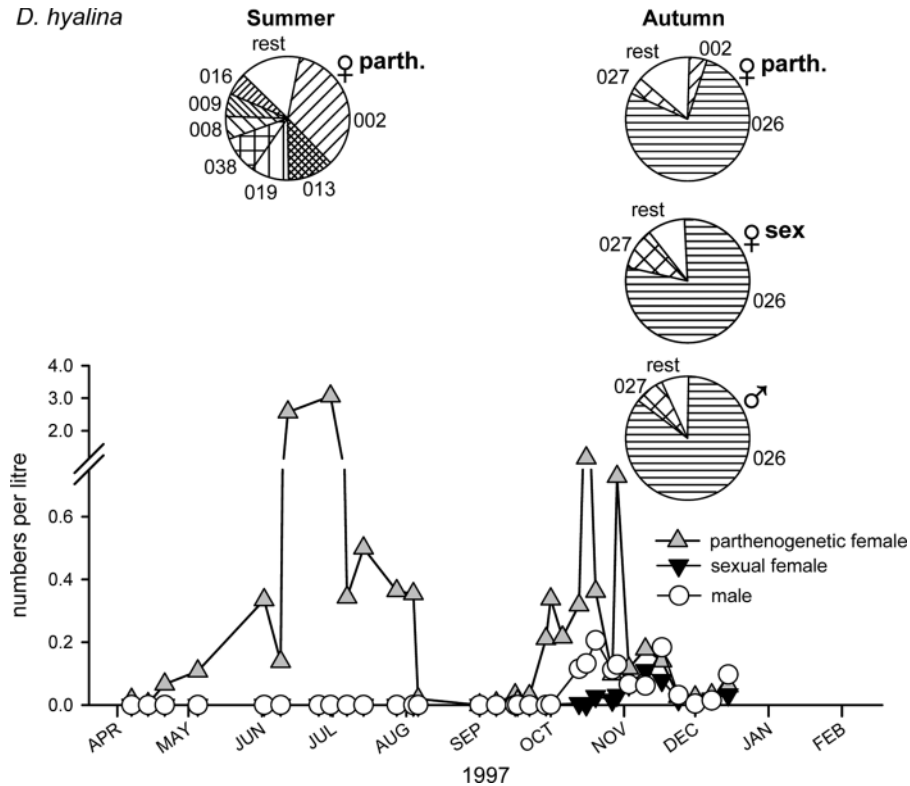 D. hyalina
Summer
rest
♀ parth.
016
009
008
038
019
013
002
Autumn
rest
002
♀ parth.
027
026
rest
♀ sex
027
026
rest
♂
027
026
numbers per litre
4.0
3.0
2.0
0.6
0.4
0.2
0.0
parthenogenetic female
sexual female
male
APR
MAY
JUN
JUL
AUG
SEP
OCT
NOV
DEC
JAN
FEB
1997